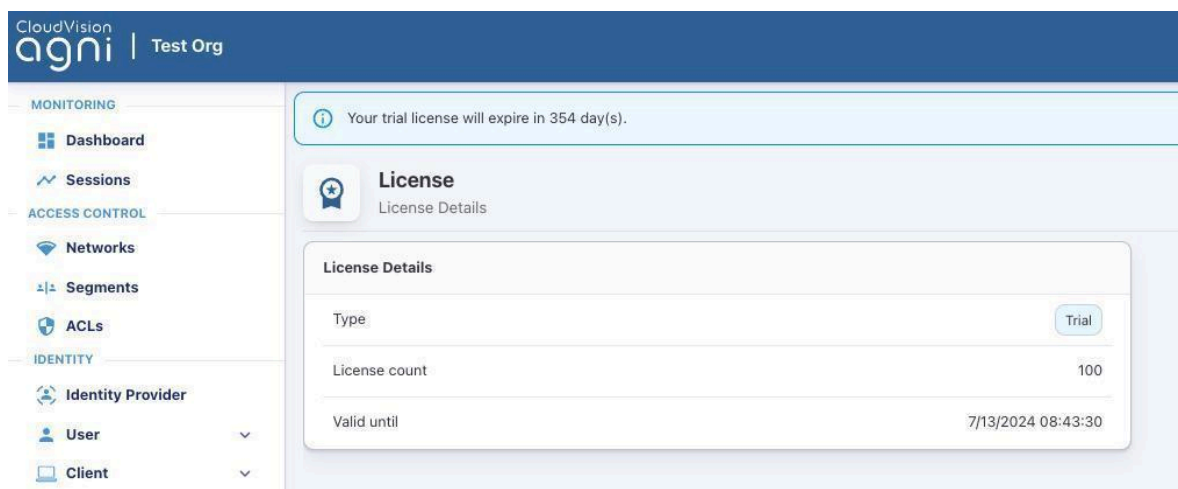 CloudVision
agni | Test Org
MONITORING
Dashboard
Sessions
ACCESS CONTROL
Networks
Segments
ACLs
IDENTITY
Identity Provider
User
Client
Your trial license will expire in 354 day(s).
License
License Details
License Details
Type Trial
License count 100
Valid until 7/13/2024 08:43:30